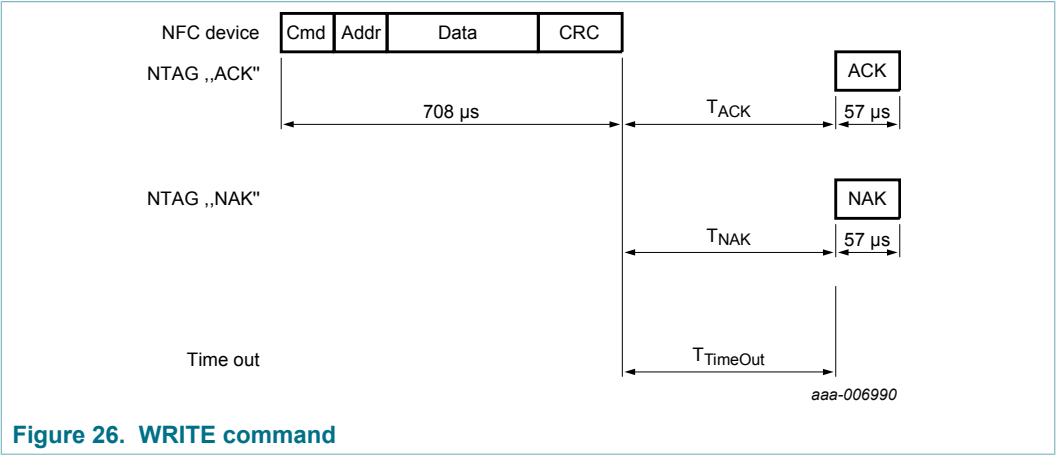 NFC device Cmd Addr Data CRC
NTAG ,,ACK" ACK
708 µs TACK 57 µs
NTAG ,,NAK" NAK
TNAK 57 µs
Time out TTimeOut
aaa-006990
Figure 26. WRITE command